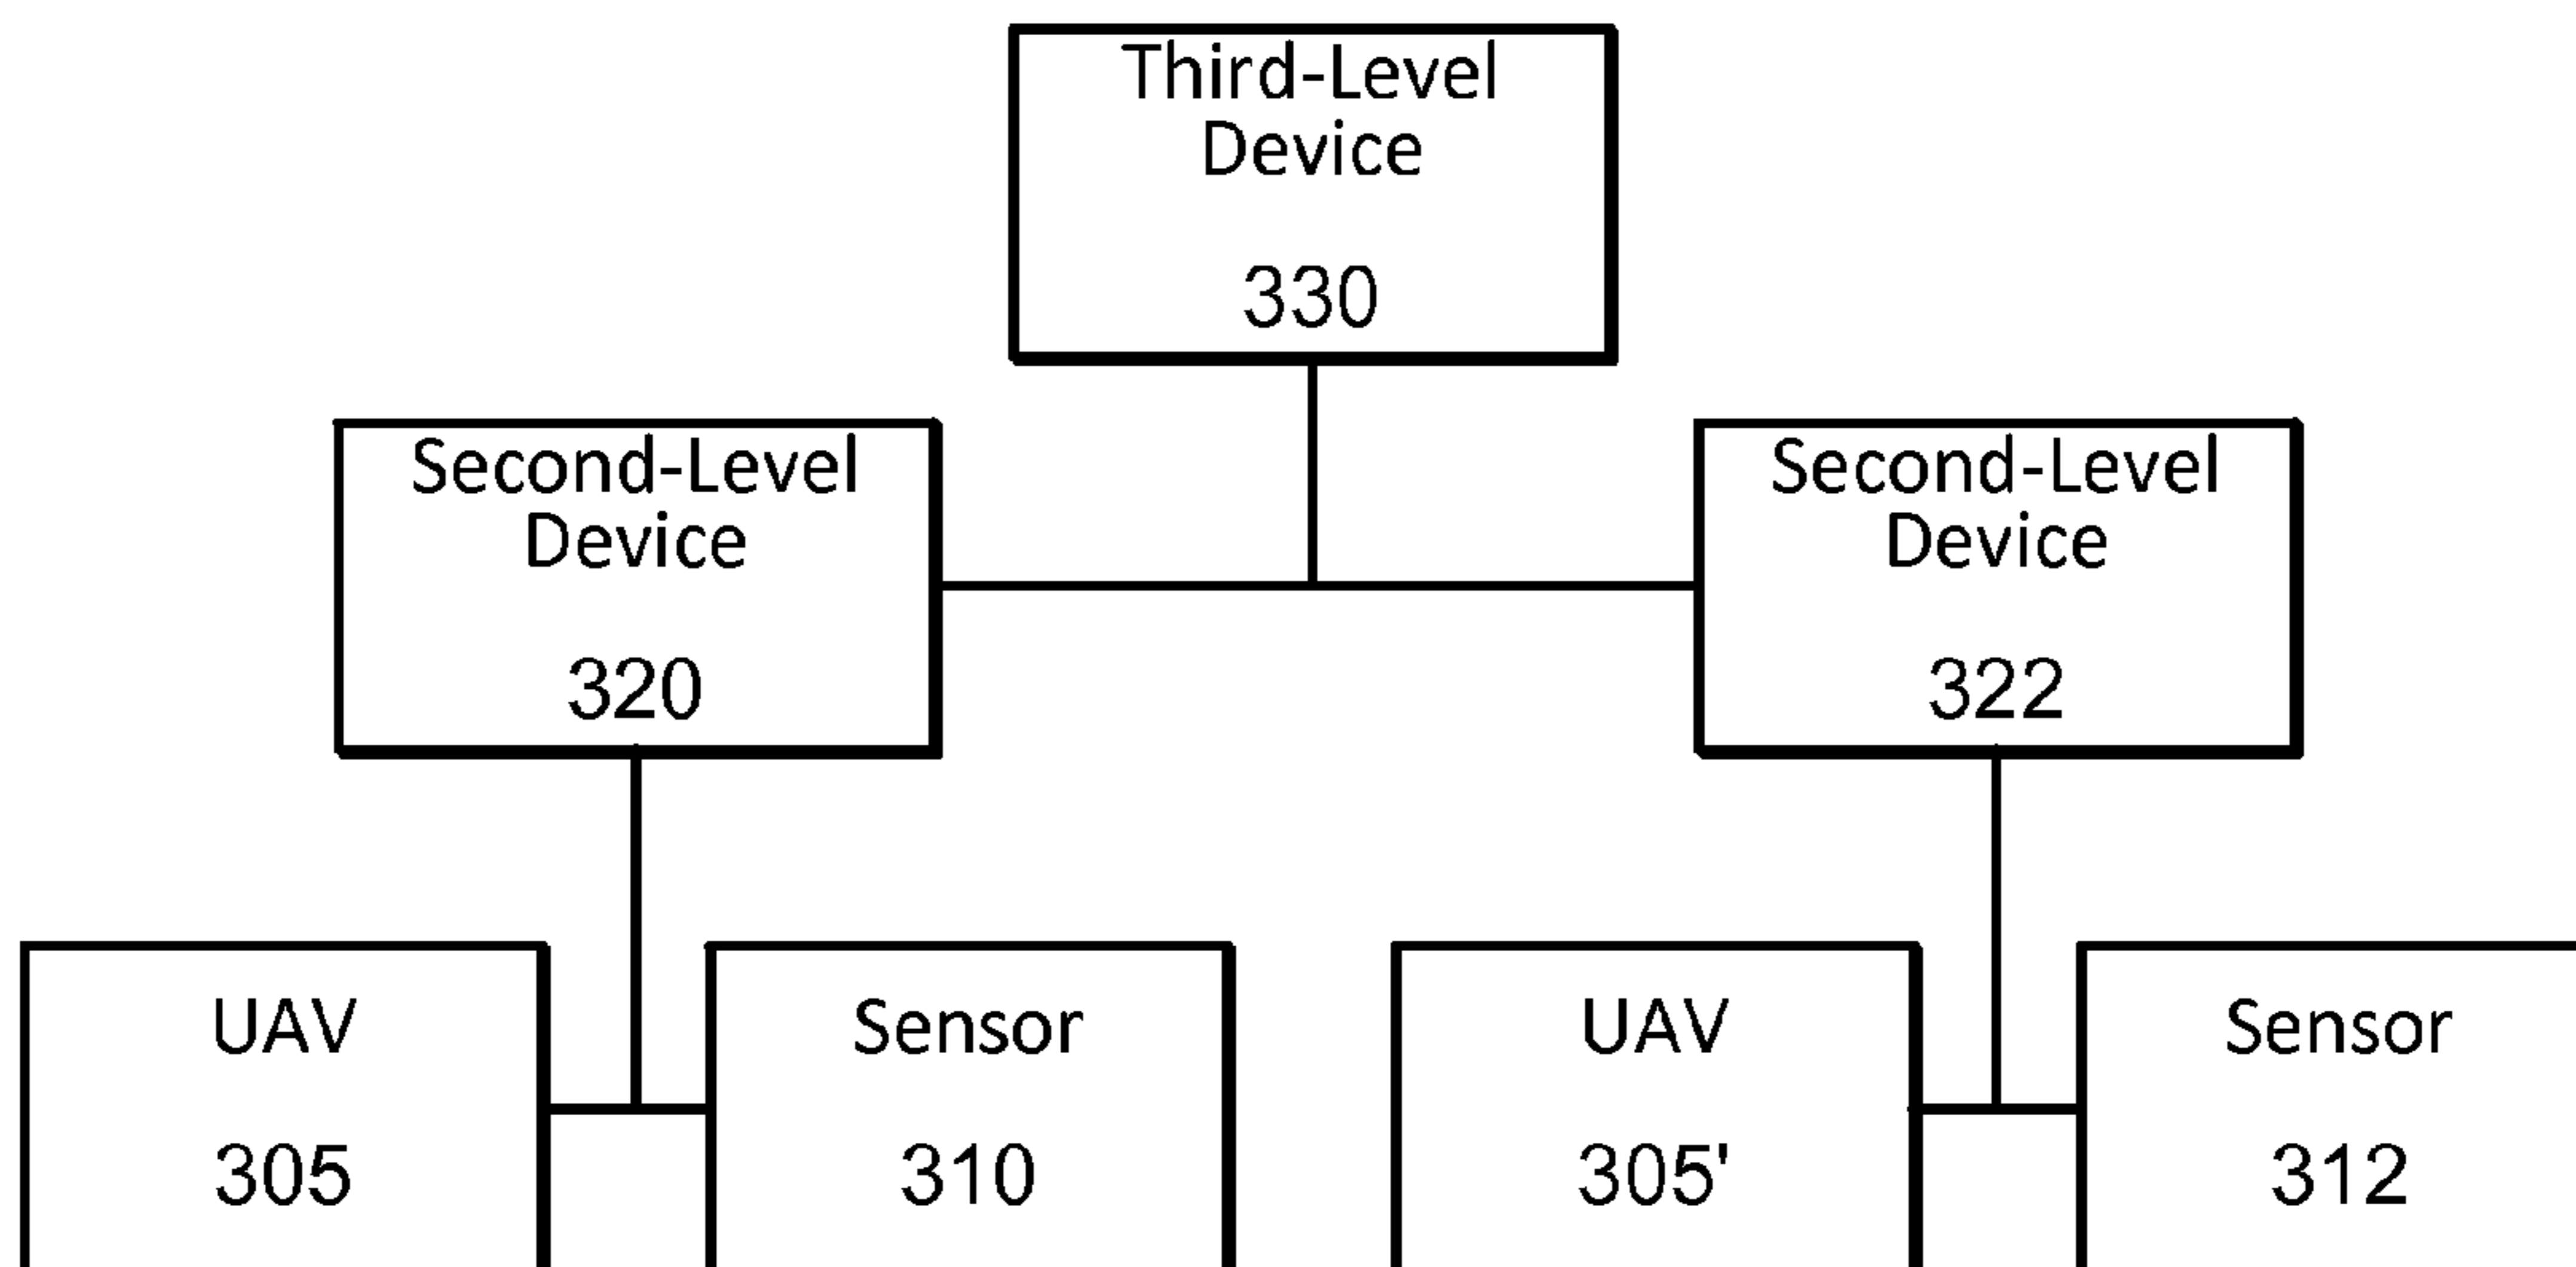 Third-Level
Device
330
Second-Level
Device
320
Second-Level
Device
322
UAV
305
Sensor
310
UAV
305'
Sensor
312